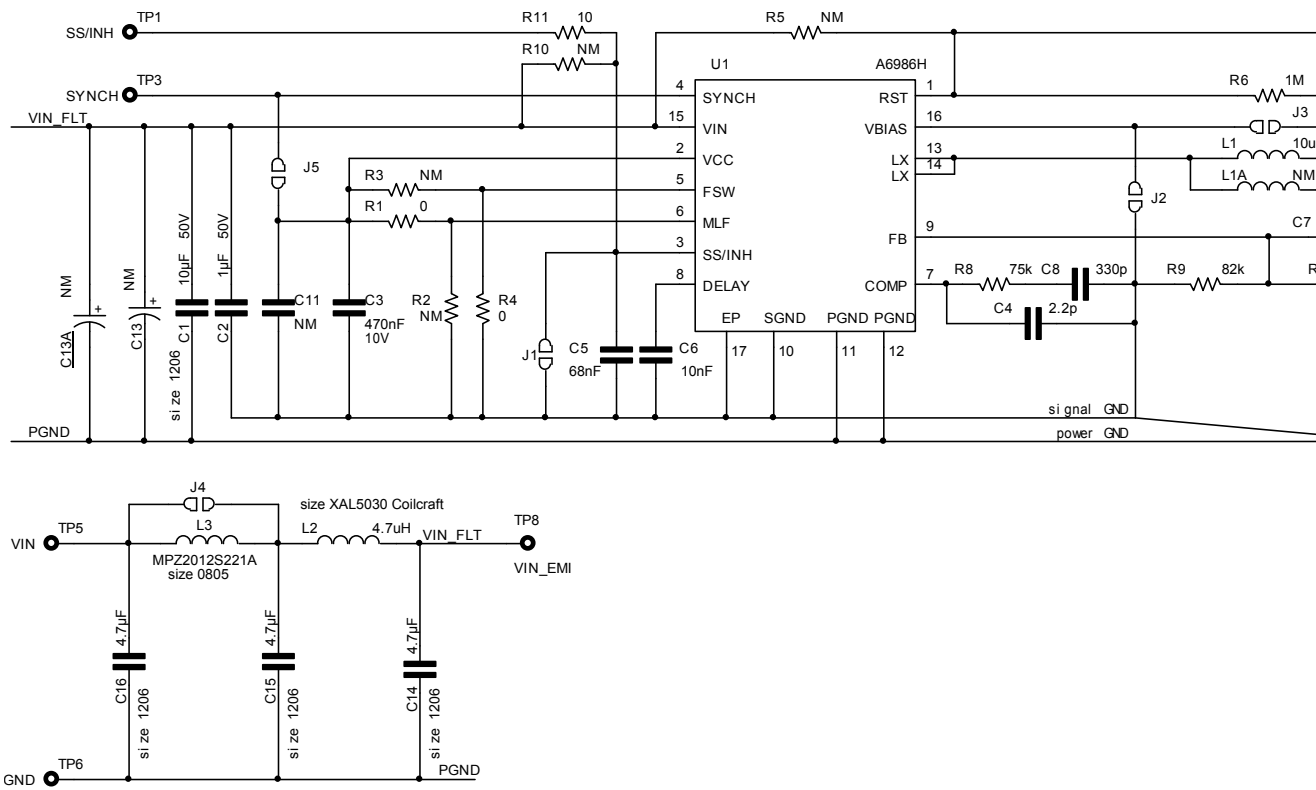 TP1
SS/INH
R11 10
R10 NM
R5 NM
TP3
SYNCH
VIN_FLT
U1 A6986H
4 SYNCH
15 VIN
2 VCC
5 FSW
6 MLF
3 SS/INH
8 DELAY
RST 1
VBIAS 16
LX 13
LX 14
FB 9
COMP 7
EP SGND PGND PGND
17 10 11 12
R6 1M
J3
L1 10u
L1A NM
J2
C7
J5
R3 NM
R1 0
R8 75k C8 330p
R9 82k
R
C4 2.2p
NM
C13A
NM
C13
10µF 50V
C1
size 1206
1µF 50V
C2
C11
NM
C3
470nF
10V
R2
NM
R4
0
J1
C5
68nF
C6
10nF
+
+
signal GND
power GND
PGND
J4
size XAL5030 Coilcraft
TP5
VIN
L3
MPZ2012S221A
size 0805
L2 4.7uH
VIN_FLT
TP8
VIN_EMI
4.7µF
C16
size 1206
4.7µF
C15
size 1206
4.7µF
C14
size 1206
TP6
GND
PGND